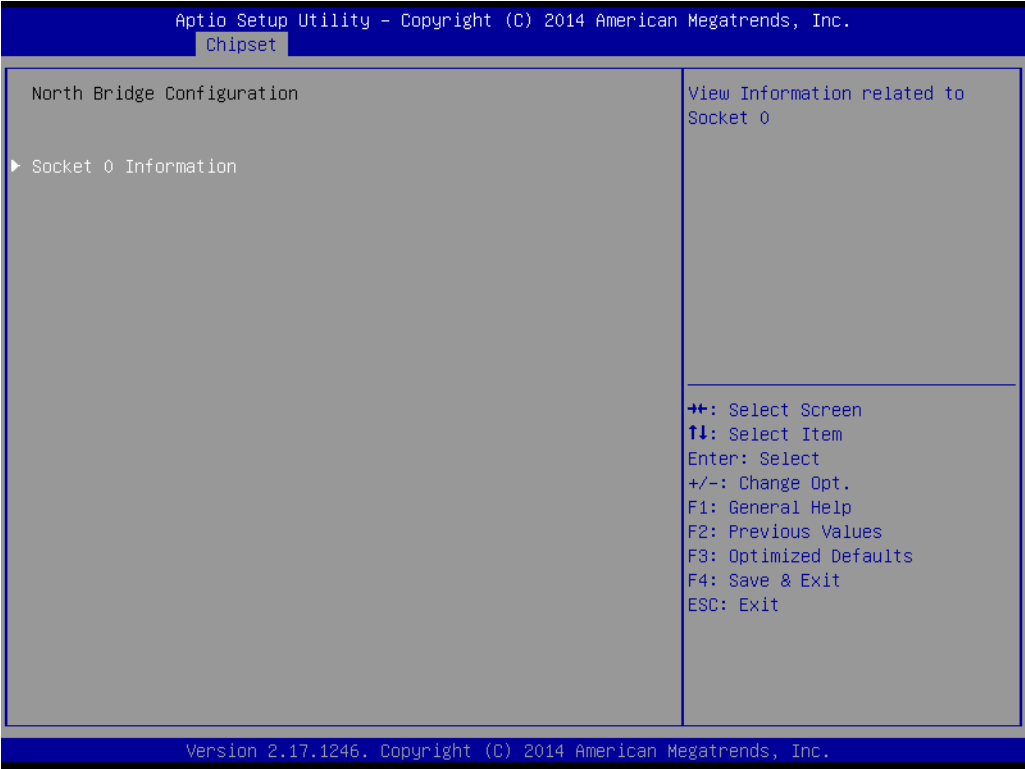 Aptio Setup Utility – Copyright (C) 2014 American Megatrends, Inc.
Chipset
North Bridge Configuration
Socket 0 Information
View Information related to
Socket 0
→←: Select Screen
↑↓: Select Item
Enter: Select
+/-: Change Opt.
F1: General Help
F2: Previous Values
F3: Optimized Defaults
F4: Save & Exit
ESC: Exit
Version 2.17.1246. Copyright (C) 2014 American Megatrends, Inc.